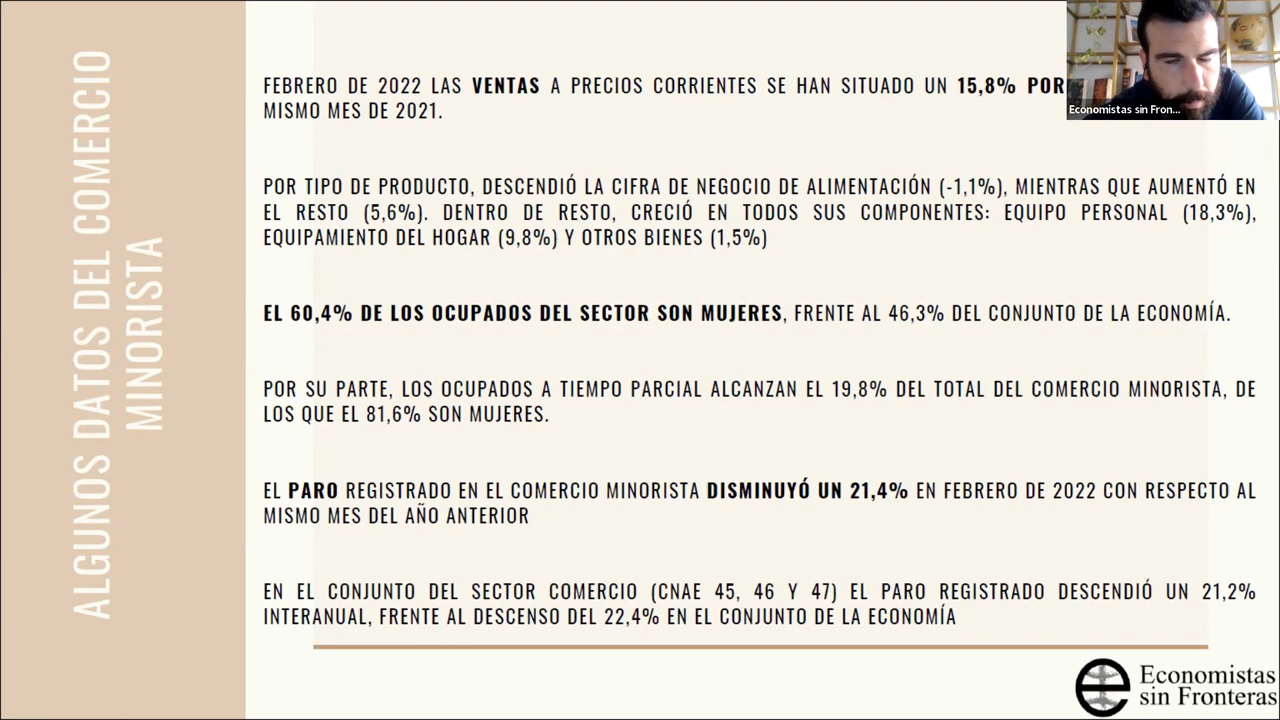 ALGUNOS DATOS DEL COMERCIO
MINORISTA
FEBRERO DE 2022 LAS VENTAS A PRECIOS CORRIENTES SE HAN SITUADO UN 15,8% POR
MISMO MES DE 2021.
POR TIPO DE PRODUCTO, DESCENDIÓ LA CIFRA DE NEGOCIO DE ALIMENTACIÓN (-1,1%), MIENTRAS QUE AUMENTÓ EN
EL RESTO (5,6%). DENTRO DE RESTO, CRECIÓ EN TODOS SUS COMPONENTES: EQUIPO PERSONAL (18,3%),
EQUIPAMIENTO DEL HOGAR (9,8%) Y OTROS BIENES (1,5%)
EL 60,4% DE LOS OCUPADOS DEL SECTOR SON MUJERES, FRENTE AL 46,3% DEL CONJUNTO DE LA ECONOMÍA.
POR SU PARTE, LOS OCUPADOS A TIEMPO PARCIAL ALCANZAN EL 19,8% DEL TOTAL DEL COMERCIO MINORISTA, DE
LOS QUE EL 81,6% SON MUJERES.
EL PARO REGISTRADO EN EL COMERCIO MINORISTA DISMINUYÓ UN 21,4% EN FEBRERO DE 2022 CON RESPECTO AL
MISMO MES DEL AÑO ANTERIOR
EN EL CONJUNTO DEL SECTOR COMERCIO (CNAE 45, 46 Y 47) EL PARO REGISTRADO DESCENDIÓ UN 21,2%
INTERANUAL, FRENTE AL DESCENSO DEL 22,4% EN EL CONJUNTO DE LA ECONOMÍA
Economistas sin Fron...
Economistas
sin Fronteras